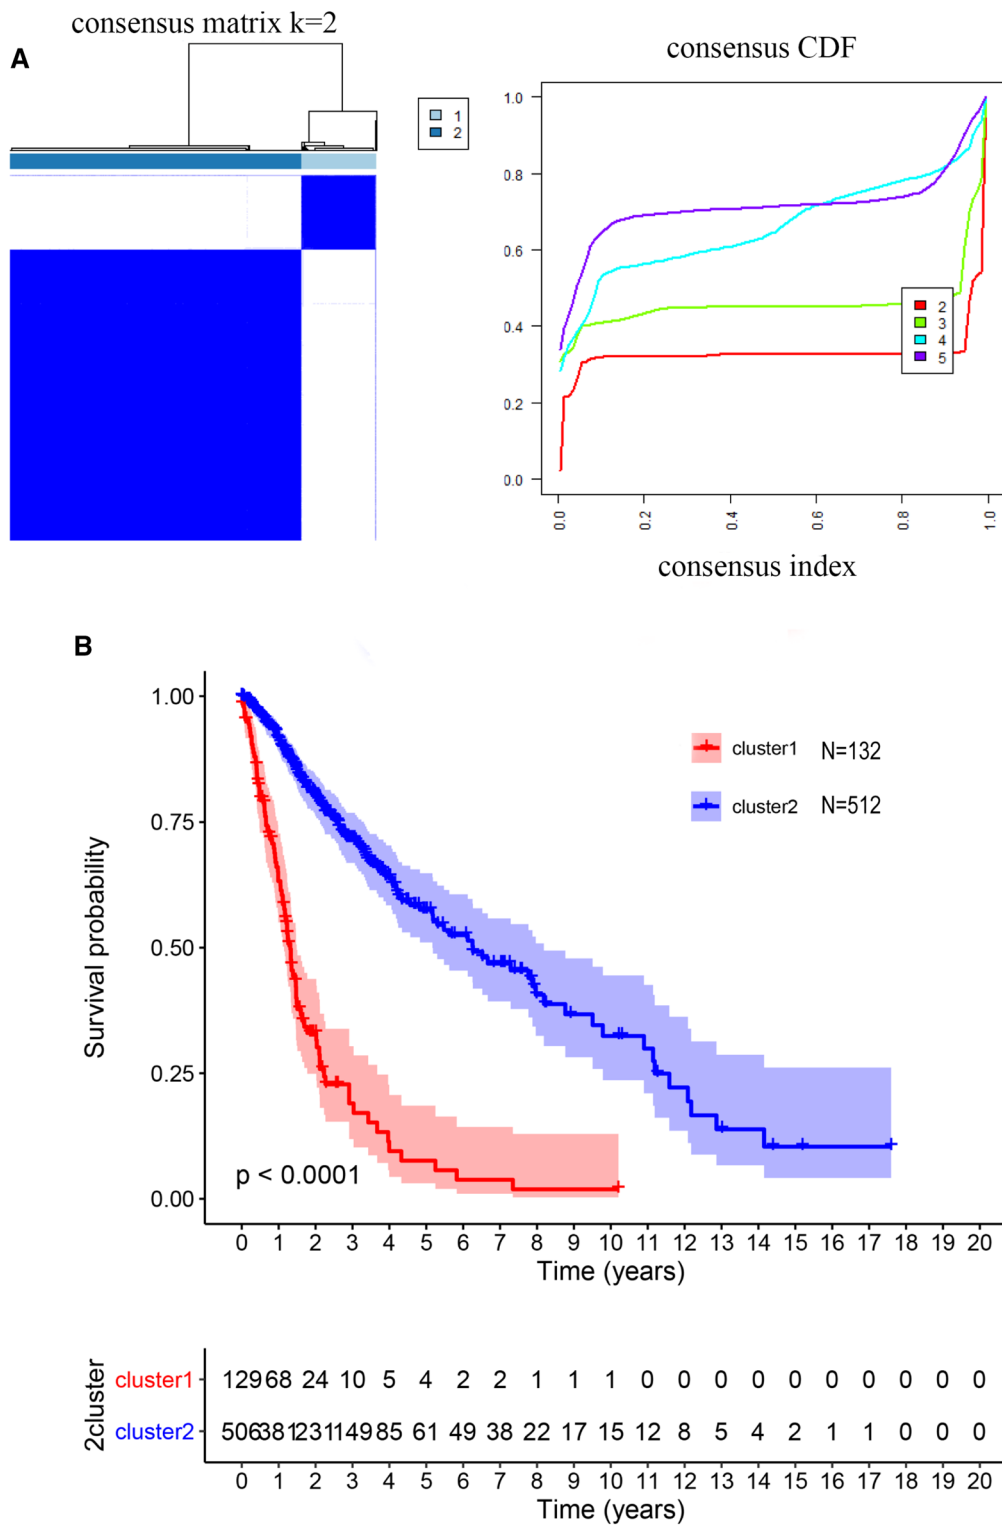 consensus matrix k=2
A
1
2
consensus CDF
1.0
0.8
0.6
0.4
0.2
0.0
2
3
4
5
0.0 0.2 0.4 0.6 0.8 1.0
consensus index
B
1.00
0.75
0.50
0.25
0.00
Survival probability
cluster1 N=132
cluster2 N=512
p < 0.0001
0 1 2 3 4 5 6 7 8 9 10 11 12 13 14 15 16 17 18 19 20
Time (years)
2cluster
cluster1 129 68 24 10 5 4 2 2 1 1 1 0 0 0 0 0 0 0 0 0 0
cluster2 506 381 231 149 85 61 49 38 22 17 15 12 8 5 4 2 1 1 0 0 0
0 1 2 3 4 5 6 7 8 9 10 11 12 13 14 15 16 17 18 19 20
Time (years)